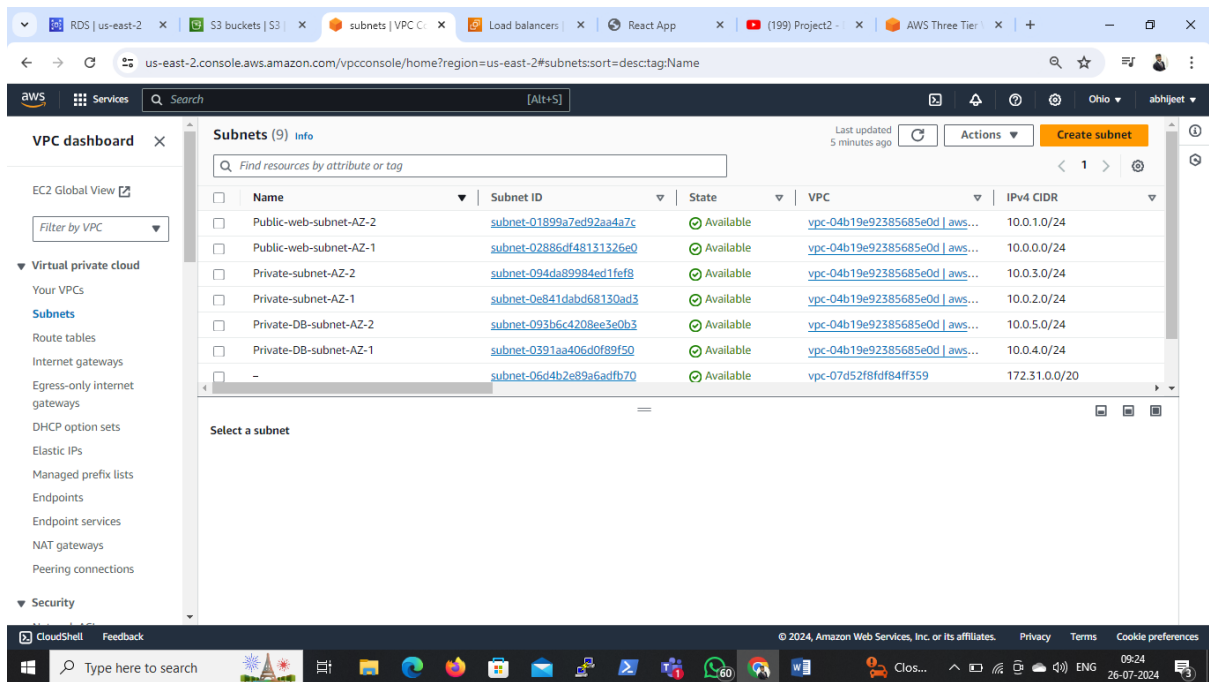 RDS | us-east-2
S3 buckets | S3 |
subnets | VPC Co
Load balancers |
React App
(199) Project2 -
AWS Three Tier
us-east-2.console.aws.amazon.com/vpcconsole/home?region=us-east-2#subnets:sort=desc:tag:Name
aws
Services
Search
[Alt+S]
Ohio
abhijeet
VPC dashboard
EC2 Global View
Filter by VPC
Virtual private cloud
Your VPCs
Subnets
Route tables
Internet gateways
Egress-only internet
gateways
DHCP option sets
Elastic IPs
Managed prefix lists
Endpoints
Endpoint services
NAT gateways
Peering connections
Security
Subnets (9) Info
Last updated
5 minutes ago
Actions
Create subnet
Find resources by attribute or tag
1
Name Subnet ID State VPC IPv4 CIDR
Public-web-subnet-AZ-2 subnet-01899a7ed92aa4a7c Available vpc-04b19e92385685e0d | aws... 10.0.1.0/24
Public-web-subnet-AZ-1 subnet-02886df48131326e0 Available vpc-04b19e92385685e0d | aws... 10.0.0.0/24
Private-subnet-AZ-2 subnet-094da89984ed1fef8 Available vpc-04b19e92385685e0d | aws... 10.0.3.0/24
Private-subnet-AZ-1 subnet-0e841dabd68130ad3 Available vpc-04b19e92385685e0d | aws... 10.0.2.0/24
Private-DB-subnet-AZ-2 subnet-093b6c4208ee3e0b3 Available vpc-04b19e92385685e0d | aws... 10.0.5.0/24
Private-DB-subnet-AZ-1 subnet-0391aa406d0f89f50 Available vpc-04b19e92385685e0d | aws... 10.0.4.0/24
– subnet-06d4b2e89a6adfb70 Available vpc-07d52f8fdf84ff359 172.31.0.0/20
Select a subnet
CloudShell Feedback
© 2024, Amazon Web Services, Inc. or its affiliates. Privacy Terms Cookie preferences
Type here to search
60
Clos...
ENG
09:24
26-07-2024
3